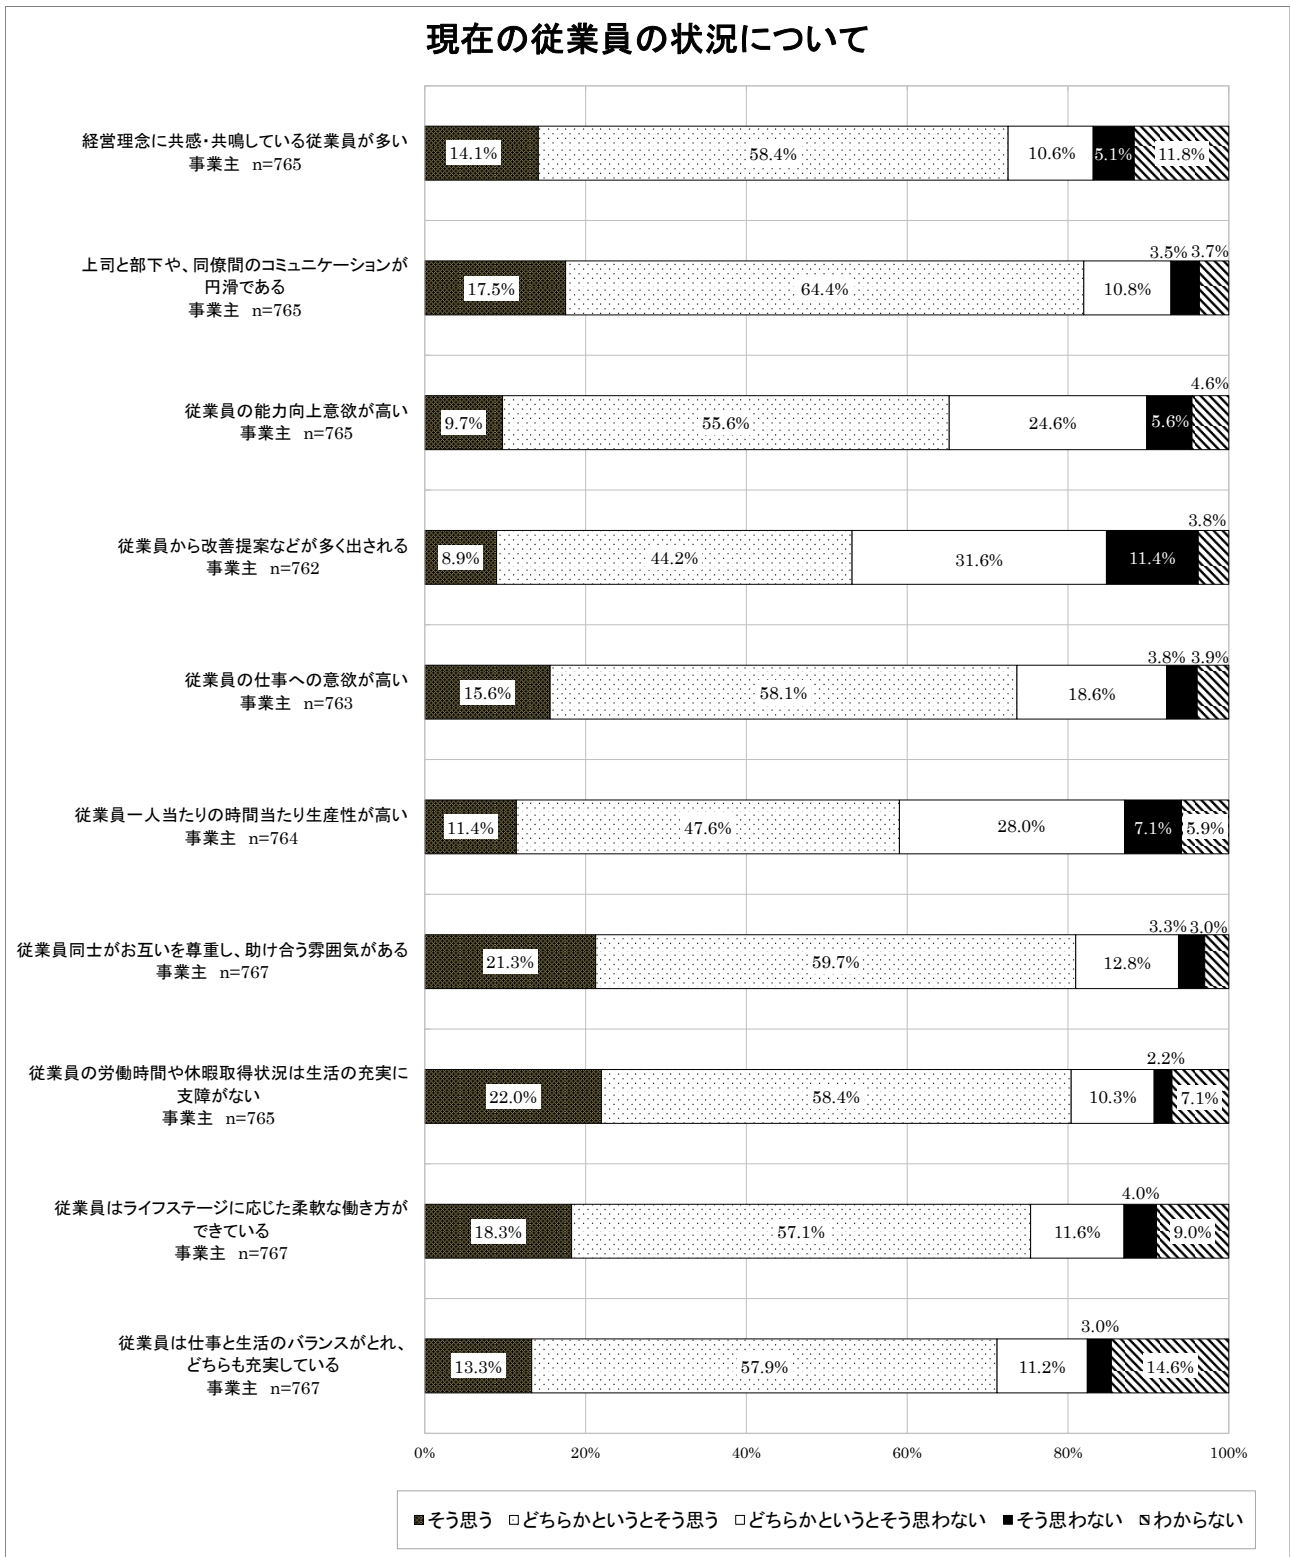 現在の従業員の状況について
経営理念に共感・共鳴している従業員が多い
事業主 n=765
14.1%
58.4%
10.6%
5.1%
11.8%
上司と部下や、同僚間のコミュニケーションが
円滑である
事業主 n=765
17.5%
64.4%
10.8%
3.5%
3.7%
従業員の能力向上意欲が高い
事業主 n=765
9.7%
55.6%
24.6%
5.6%
4.6%
従業員から改善提案などが多く出される
事業主 n=762
8.9%
44.2%
31.6%
11.4%
3.8%
従業員の仕事への意欲が高い
事業主 n=763
15.6%
58.1%
18.6%
3.8%
3.9%
従業員一人当たりの時間当たり生産性が高い
事業主 n=764
11.4%
47.6%
28.0%
7.1%
5.9%
従業員同士がお互いを尊重し、助け合う雰囲気がある
事業主 n=767
21.3%
59.7%
12.8%
3.3%
3.0%
従業員の労働時間や休暇取得状況は生活の充実に
支障がない
事業主 n=765
22.0%
58.4%
10.3%
2.2%
7.1%
従業員はライフステージに応じた柔軟な働き方が
できている
事業主 n=767
18.3%
57.1%
11.6%
4.0%
9.0%
従業員は仕事と生活のバランスがとれ、
どちらも充実している
事業主 n=767
13.3%
57.9%
11.2%
3.0%
14.6%
0% 20% 40% 60% 80% 100%
そう思う どちらかというとそう思う どちらかというとそう思わない そう思わない わからない